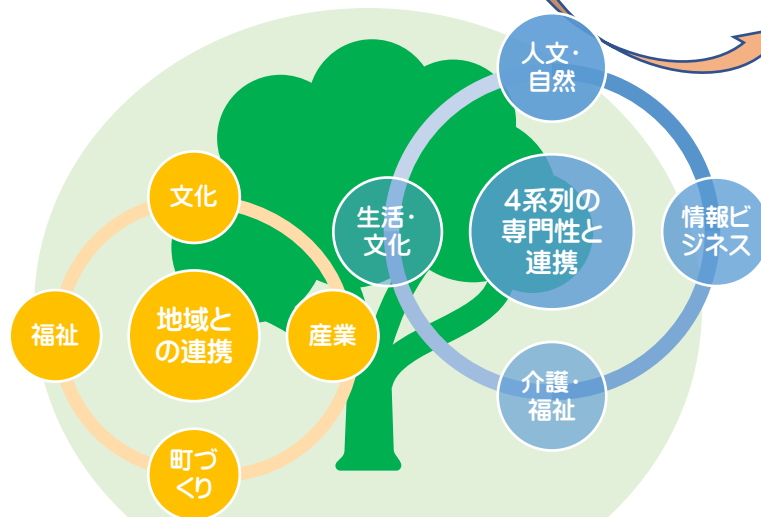 文化
福祉
地域と
の連携
産業
町づ
くり
人文・
自然
生活・
文化
4系列の
専門性と
連携
情報ビ
ジネス
介護・
福祉